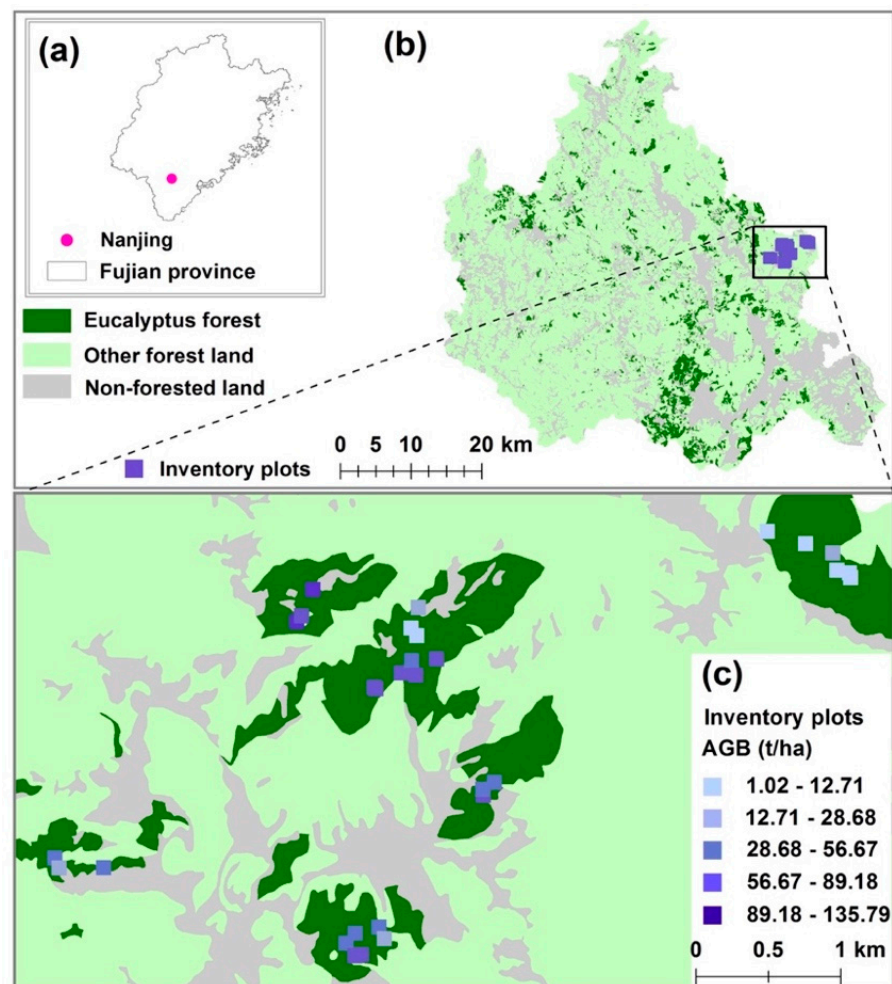 (a)
Nanjing
Fujian province
(b)
Eucalyptus forest
Other forest land
Non-forested land
Inventory plots
0 5 10 20 km
(c)
Inventory plots
AGB (t/ha)
1.02 - 12.71
12.71 - 28.68
28.68 - 56.67
56.67 - 89.18
89.18 - 135.79
0 0.5 1 km